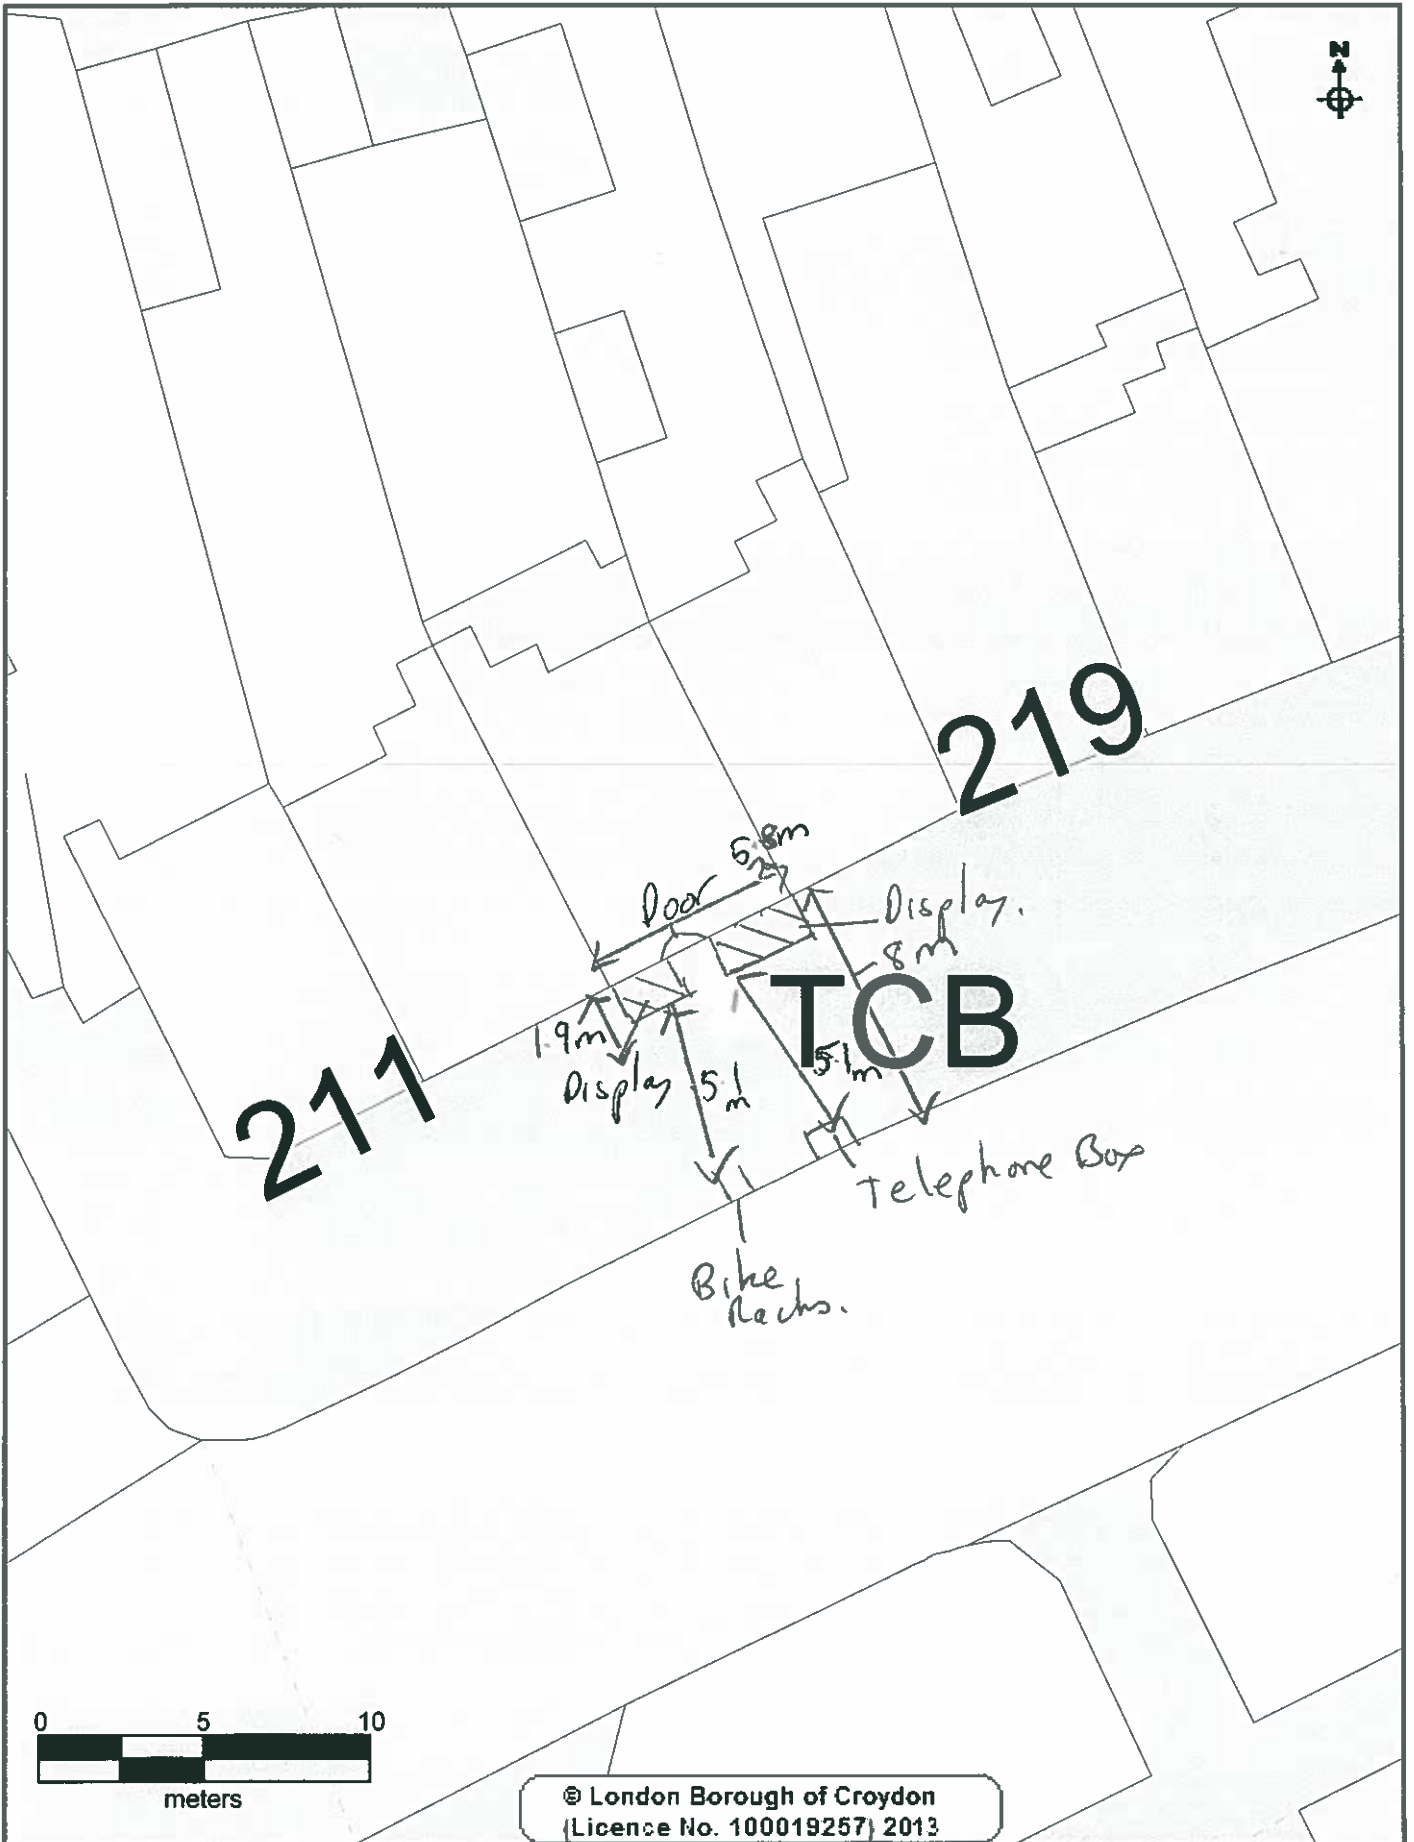 N
219
5.8m
Door
Display.
8m
TCB
1.9m
5.1m
Display
5.1
m
211
Telephone Box
Bike
Racks.
0 5 10
meters
© London Borough of Croydon
(Licence No. 100019257) 2013